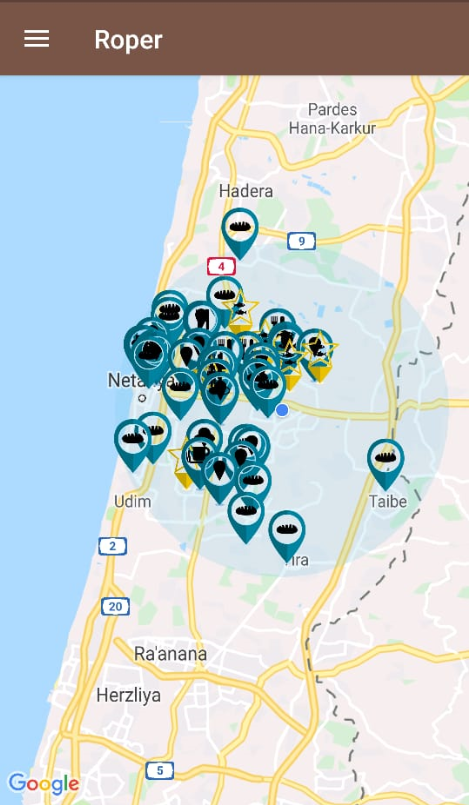 Roper
Pardes
Hana-Karkur
Hadera
9
4
Netanya
Udim
Taibe
2
Tira
20
Ra'anana
Herzliya
5
Google